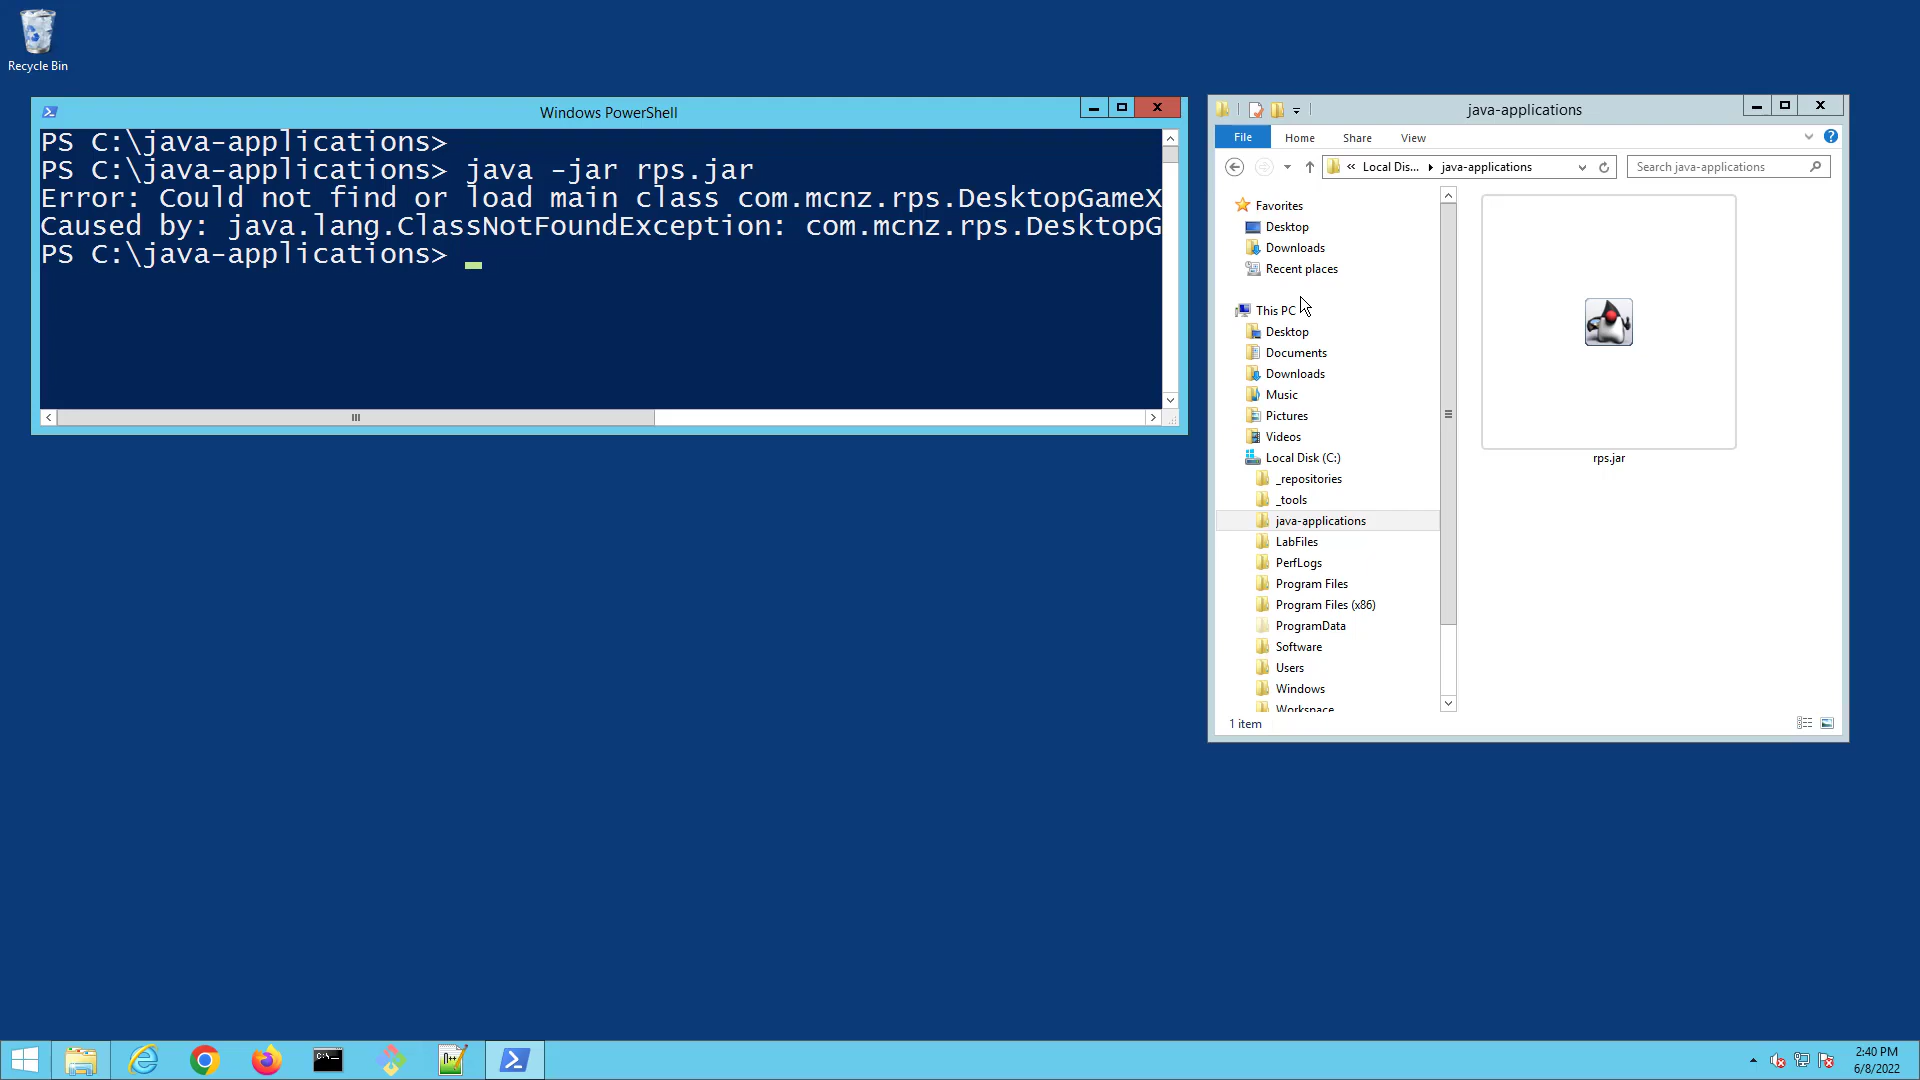 Recycle Bin
Windows PowerShell
PS C:\java-applications>
PS C:\java-applications> java -jar rps.jar
Error: Could not find or load main class com.mcnz.rps.DesktopGameX
Caused by: java.lang.ClassNotFoundException: com.mcnz.rps.DesktopG
PS C:\java-applications>
java-applications
File Home Share View
« Local Dis... java-applications
Search java-applications
Favorites
Desktop
Downloads
Recent places
This PC
Desktop
Documents
Downloads
Music
Pictures
Videos
Local Disk (C:)
_repositories
_tools
java-applications
LabFiles
PerfLogs
Program Files
Program Files (x86)
ProgramData
Software
Users
Windows
Workspace
rps.jar
1 item
C:\
n++
2:40 PM
6/8/2022